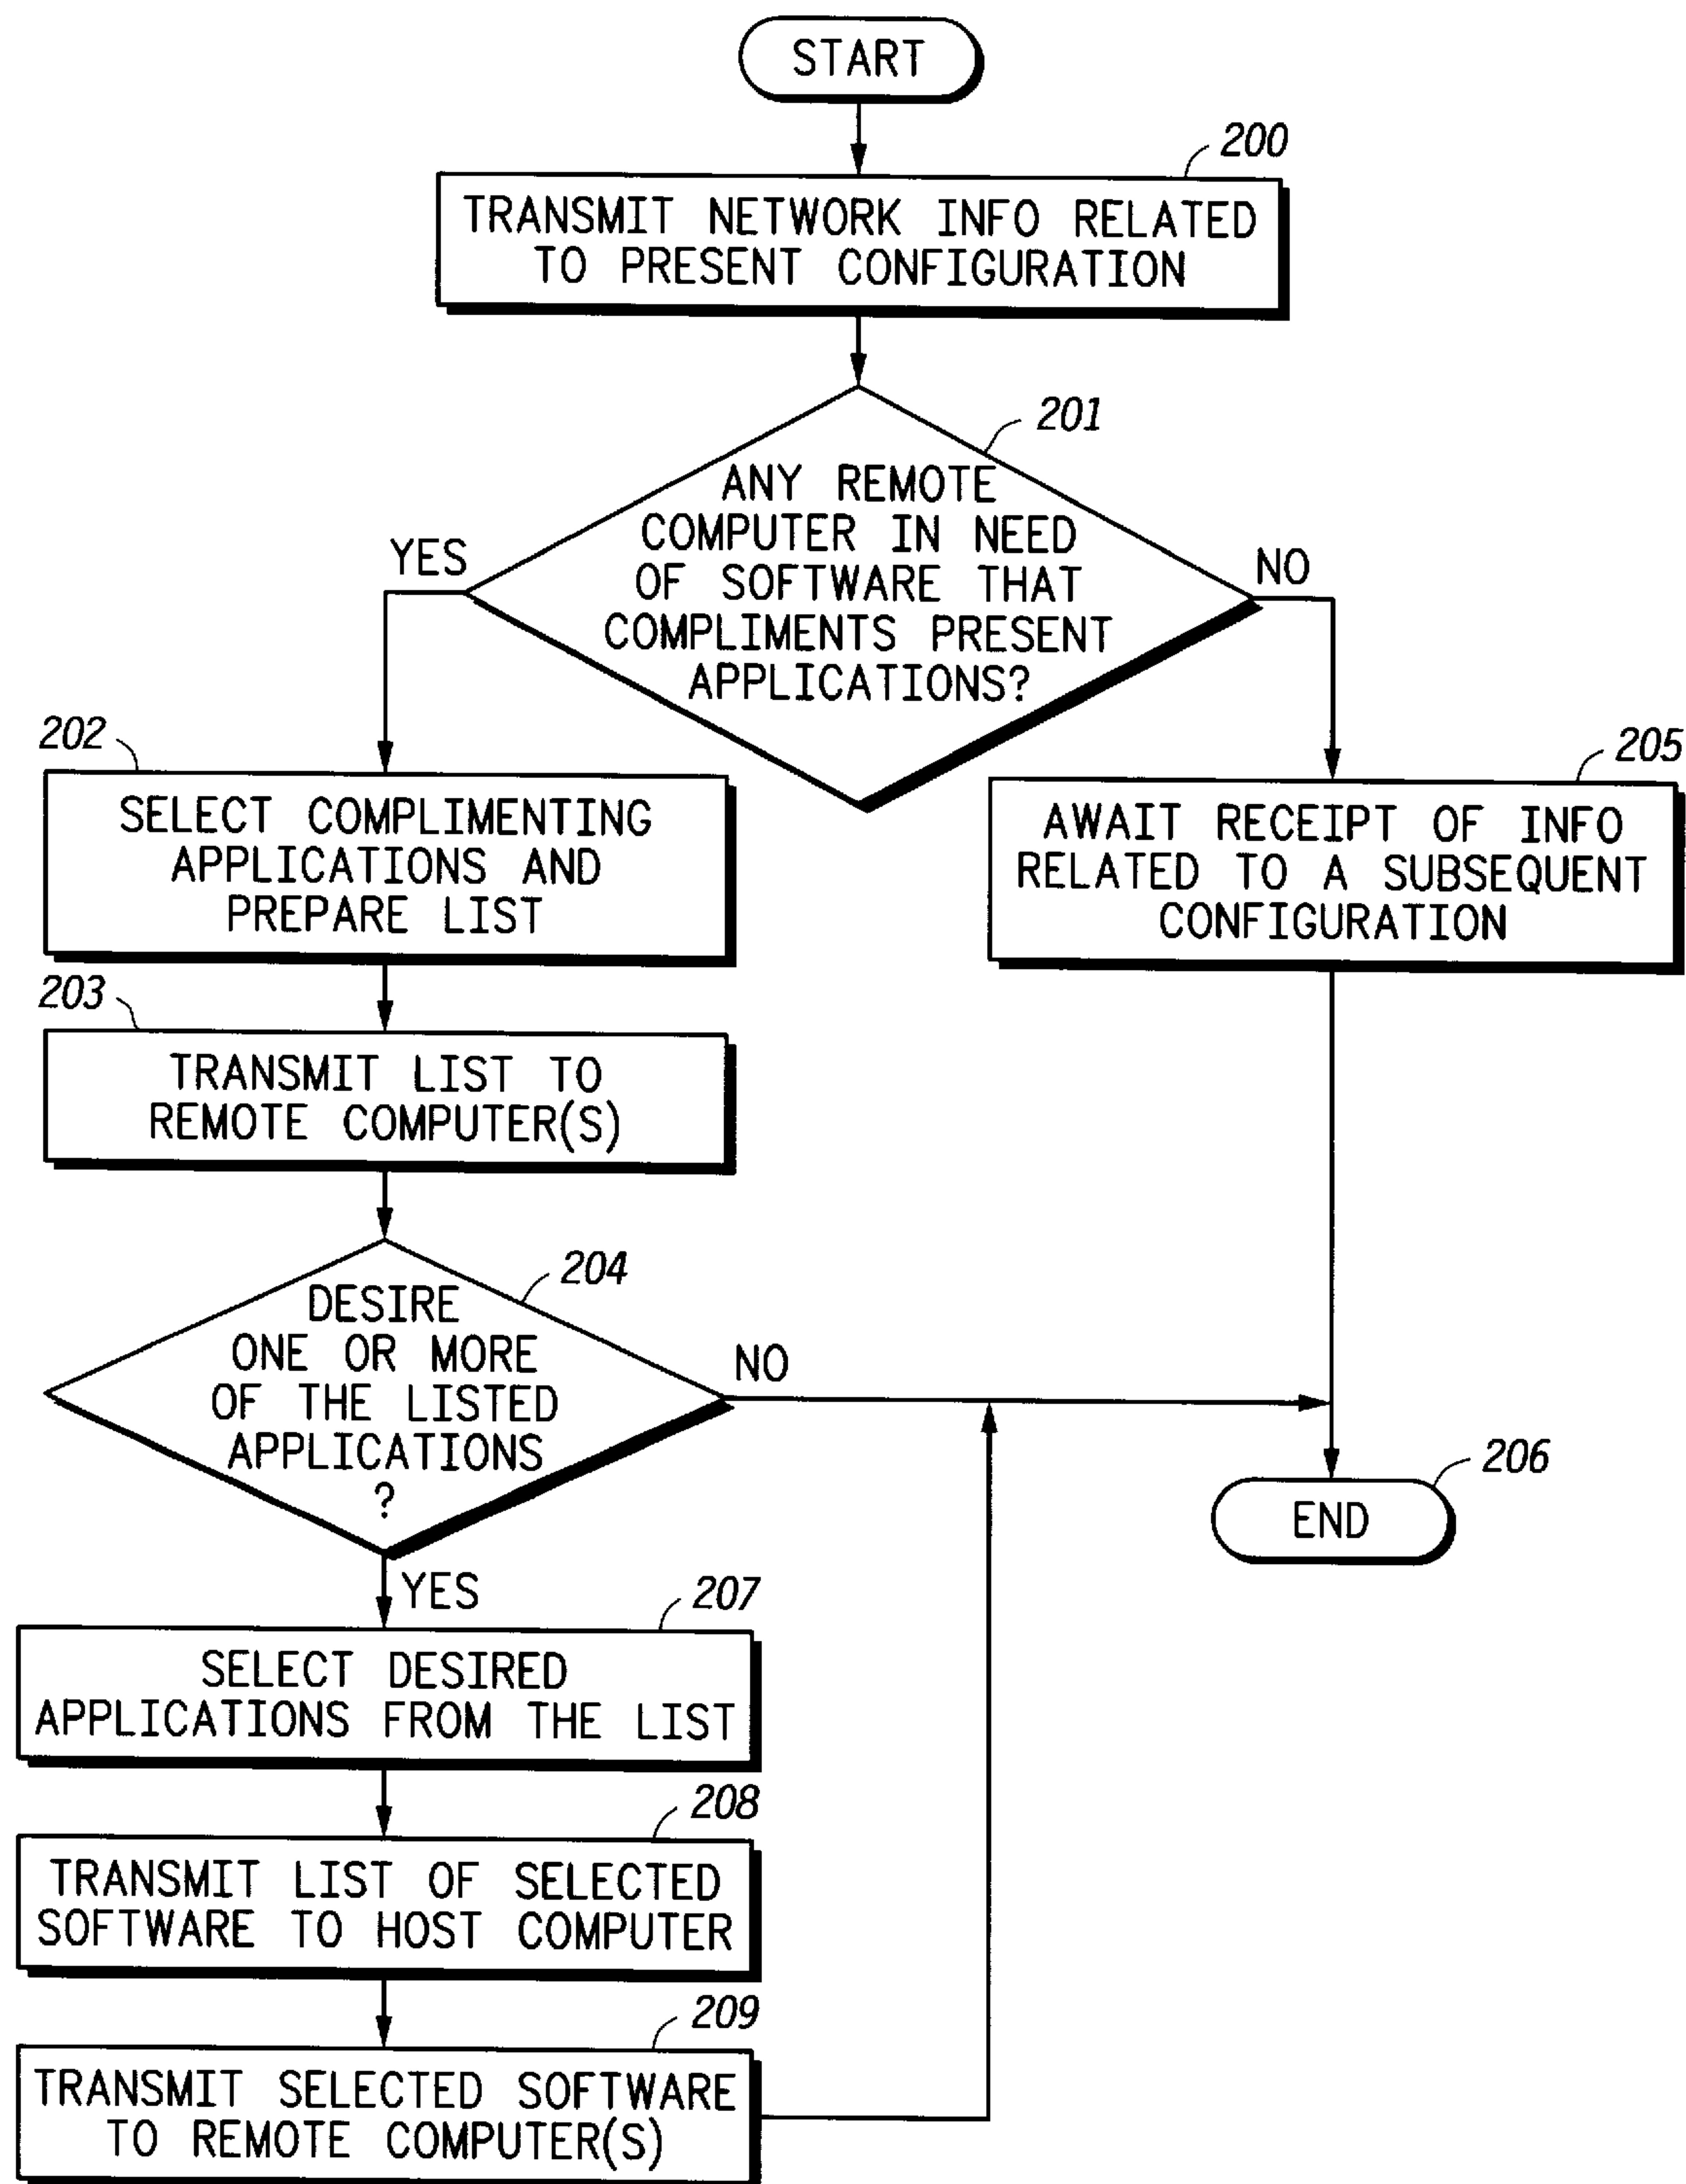 START
200
TRANSMIT NETWORK INFO RELATED
TO PRESENT CONFIGURATION
201
ANY REMOTE
COMPUTER IN NEED
OF SOFTWARE THAT
COMPLIMENTS PRESENT
APPLICATIONS?
YES
NO
202
SELECT COMPLIMENTING
APPLICATIONS AND
PREPARE LIST
205
AWAIT RECEIPT OF INFO
RELATED TO A SUBSEQUENT
CONFIGURATION
203
TRANSMIT LIST TO
REMOTE COMPUTER(S)
204
DESIRE
ONE OR MORE
OF THE LISTED
APPLICATIONS
?
NO
206
END
YES
207
SELECT DESIRED
APPLICATIONS FROM THE LIST
208
TRANSMIT LIST OF SELECTED
SOFTWARE TO HOST COMPUTER
209
TRANSMIT SELECTED SOFTWARE
TO REMOTE COMPUTER(S)